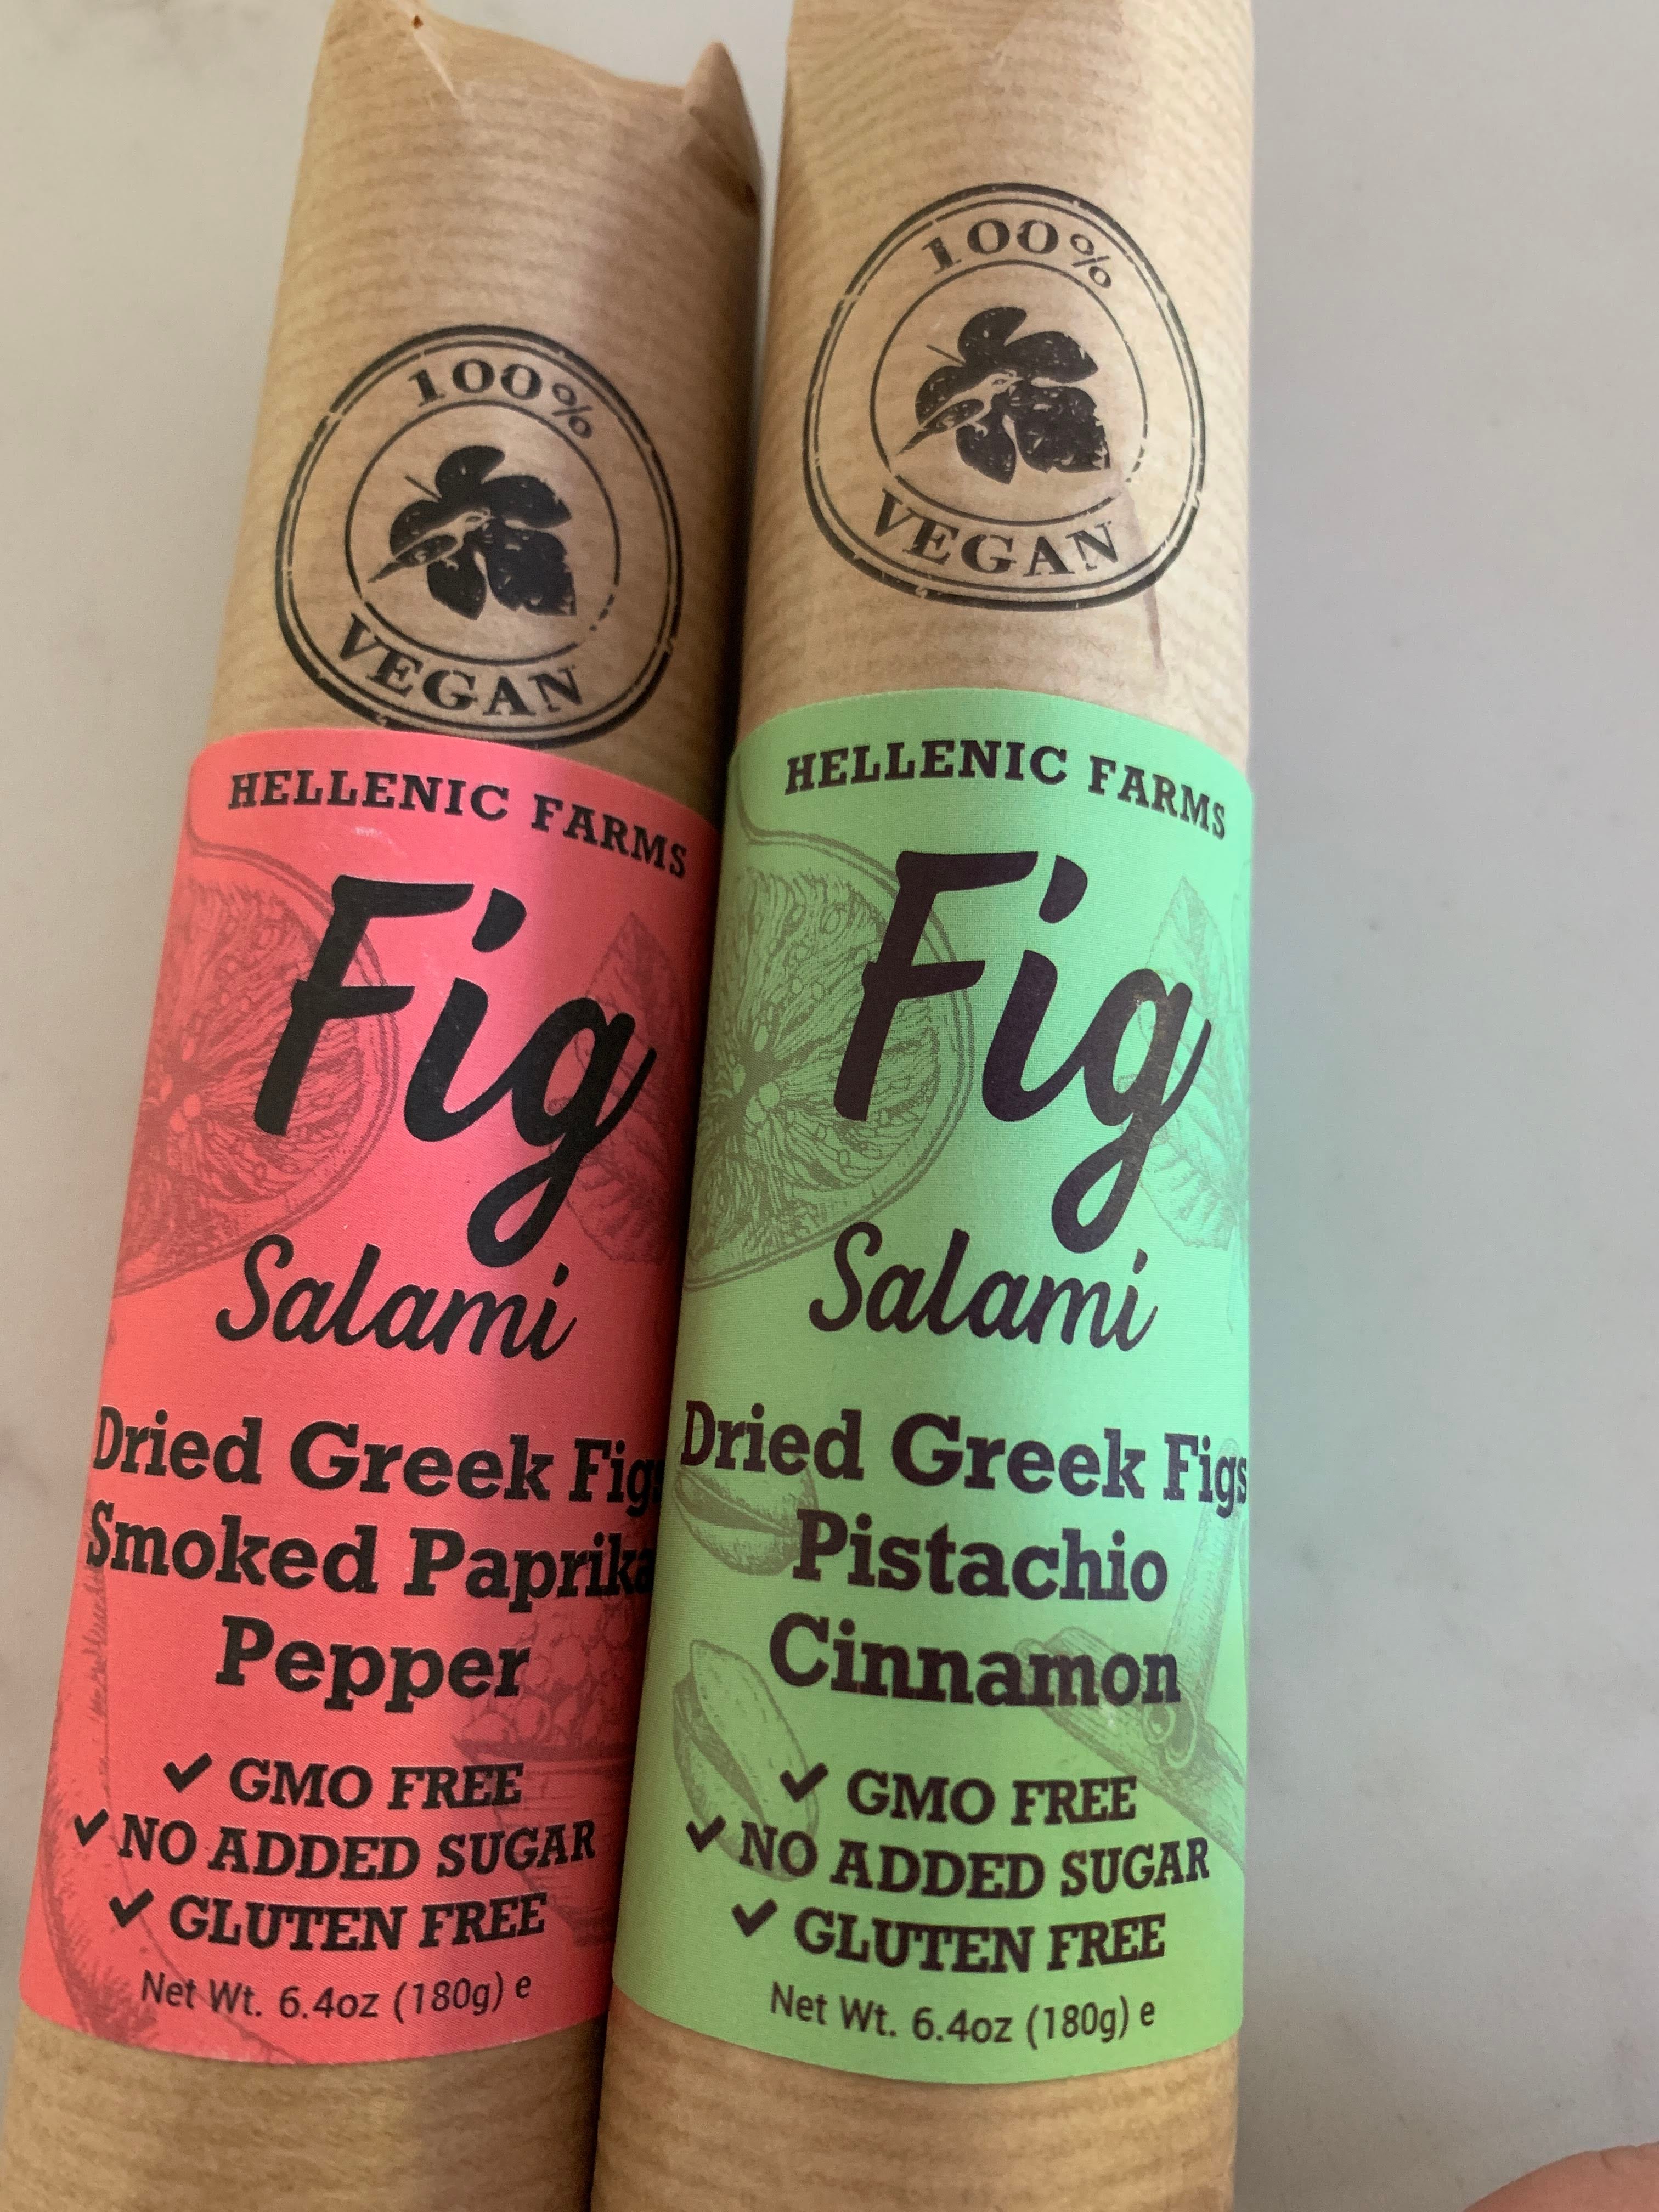 100%
VEGAN
HELLENIC FARMS
Fig
Salami
Dried Greek Figs
Smoked Paprika
Pepper
✓ GMO FREE
✓ NO ADDED SUGAR
✓ GLUTEN FREE
Net Wt. 6.4oz (180g) e
100%
VEGAN
HELLENIC FARMS
Fig
Salami
Dried Greek Figs
Pistachio
Cinnamon
✓ GMO FREE
✓ NO ADDED SUGAR
✓ GLUTEN FREE
Net Wt. 6.4oz (180g) e